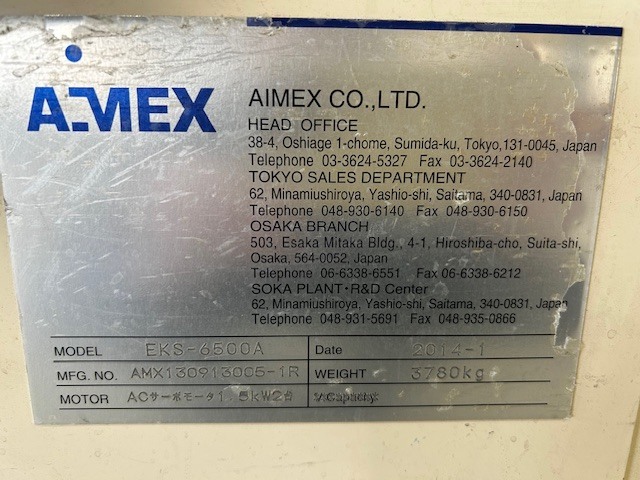 AIMEX
AIMEX CO.,LTD.
HEAD OFFICE
38-4, Oshiage 1-chome, Sumida-ku, Tokyo,131-0045, Japan
Telephone 03-3624-5327 Fax 03-3624-2140
TOKYO SALES DEPARTMENT
62, Minamiushiroya, Yashio-shi, Saitama, 340-0831, Japan
Telephone 048-930-6140 Fax 048-930-6150
OSAKA BRANCH
503, Esaka Mitaka Bldg., 4-1, Hiroshiba-cho, Suita-shi,
Osaka, 564-0052, Japan
Telephone 06-6338-6551 Fax 06-6338-6212
SOKA PLANT・R&D Center
62, Minamiushiroya, Yashio-shi, Saitama, 340-0831, Japan
Telephone 048-931-5691 Fax 048-935-0866
MODEL EKS-6500A Date 2014-1
MFG. NO. AMX130913005-1R WEIGHT 3780kg
MOTOR ACサーボモータ1.5kW2台 V.Capacity